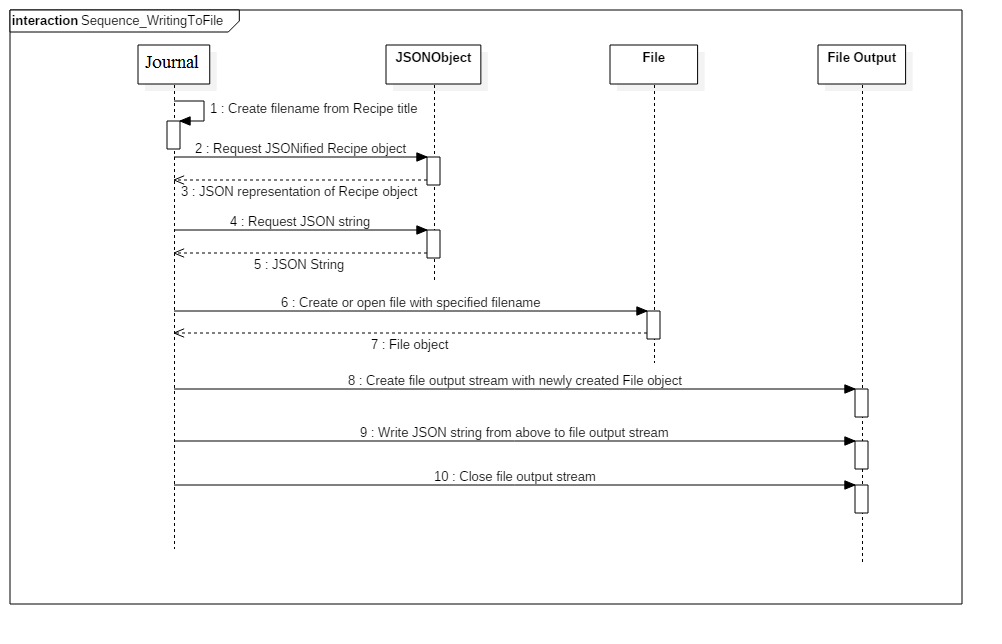 interaction Sequence_WritingToFile
Journal
JSONObject
File
File Output
1 : Create filename from Recipe title
2 : Request JSONified Recipe object
3 : JSON representation of Recipe object
4 : Request JSON string
5 : JSON String
6 : Create or open file with specified filename
7 : File object
8 : Create file output stream with newly created File object
9 : Write JSON string from above to file output stream
10 : Close file output stream